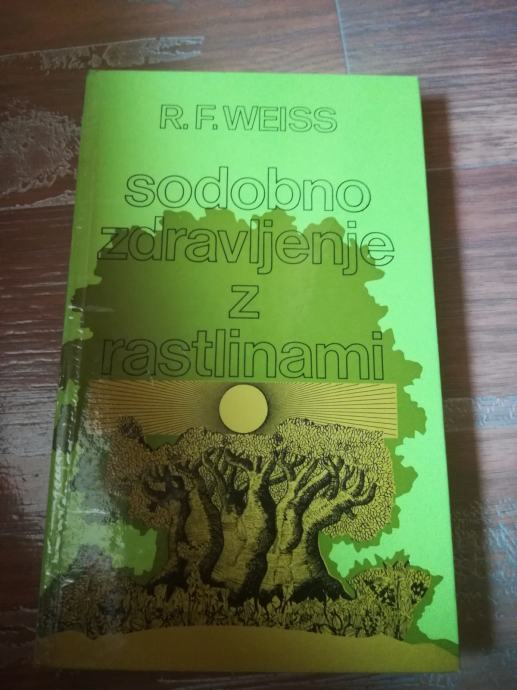 R. F. WEISS
sodobno
zdravljenje
z
rastlinami